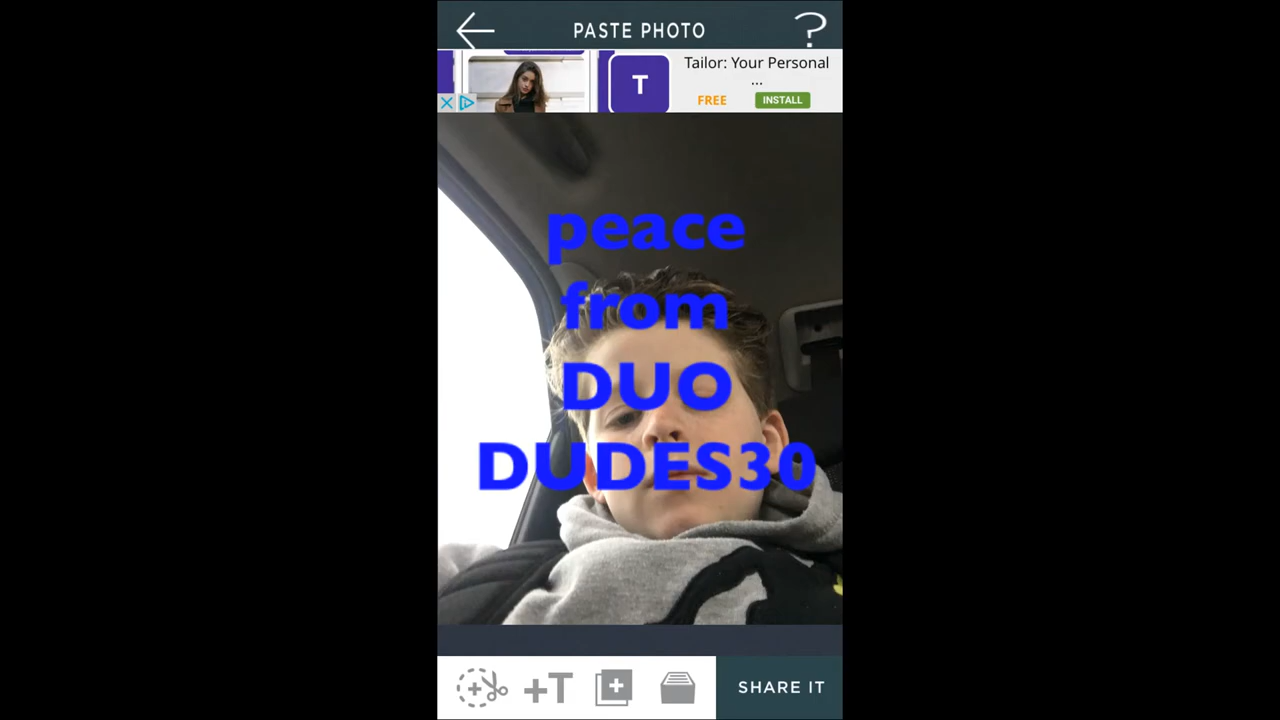 PASTE PHOTO
?
T
Tailor: Your Personal
...
FREE
INSTALL
peace
from
DUO
DUDES30
+T
SHARE IT